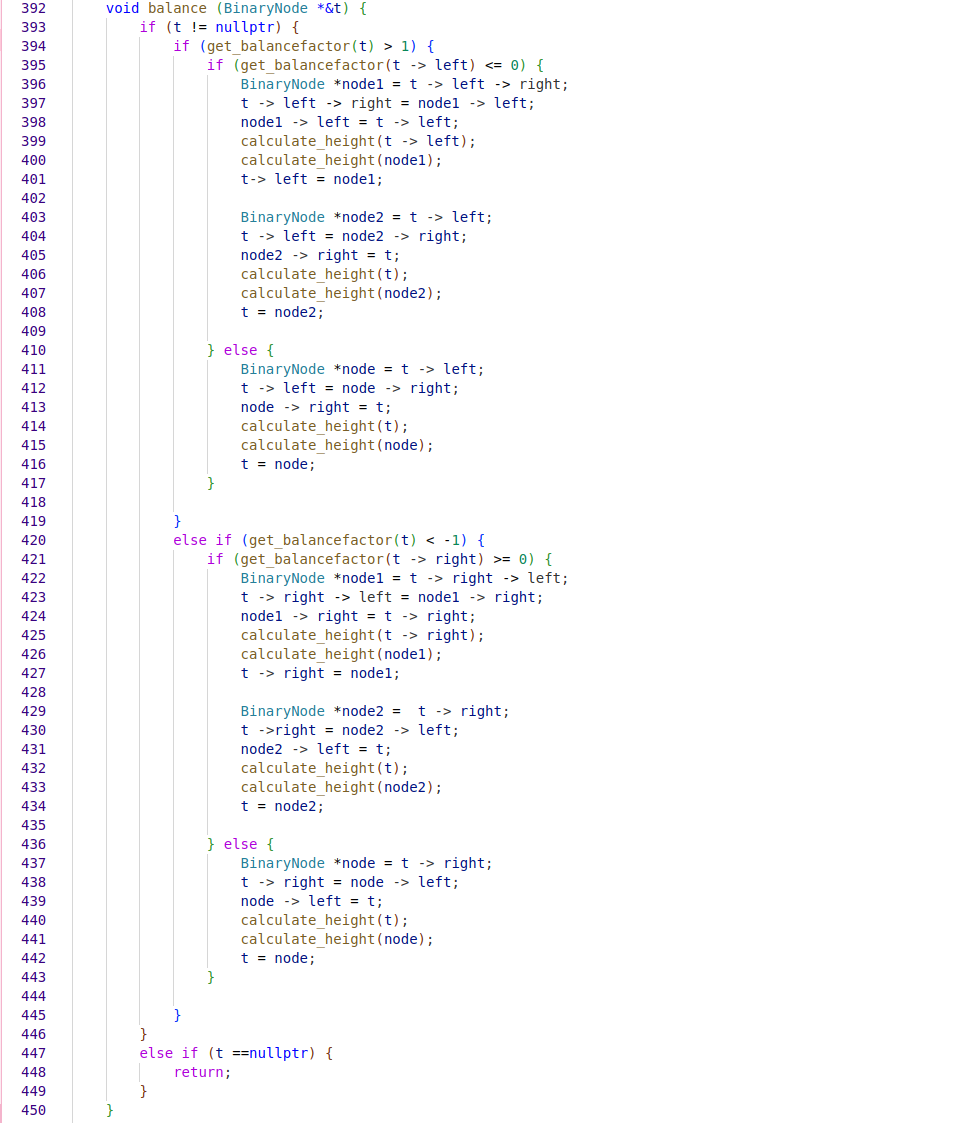 392 void balance (BinaryNode *&t) {
393 if (t != nullptr) {
394 if (get_balancefactor(t) > 1) {
395 if (get_balancefactor(t -> left) <= 0) {
396 BinaryNode *node1 = t -> left -> right;
397 t -> left -> right = node1 -> left;
398 node1 -> left = t -> left;
399 calculate_height(t -> left);
400 calculate_height(node1);
401 t-> left = node1;
402
403 BinaryNode *node2 = t -> left;
404 t -> left = node2 -> right;
405 node2 -> right = t;
406 calculate_height(t);
407 calculate_height(node2);
408 t = node2;
409
410 } else {
411 BinaryNode *node = t -> left;
412 t -> left = node -> right;
413 node -> right = t;
414 calculate_height(t);
415 calculate_height(node);
416 t = node;
417 }
418
419 }
420 else if (get_balancefactor(t) < -1) {
421 if (get_balancefactor(t -> right) >= 0) {
422 BinaryNode *node1 = t -> right -> left;
423 t -> right -> left = node1 -> right;
424 node1 -> right = t -> right;
425 calculate_height(t -> right);
426 calculate_height(node1);
427 t -> right = node1;
428
429 BinaryNode *node2 =  t -> right;
430 t ->right = node2 -> left;
431 node2 -> left = t;
432 calculate_height(t);
433 calculate_height(node2);
434 t = node2;
435
436 } else {
437 BinaryNode *node = t -> right;
438 t -> right = node -> left;
439 node -> left = t;
440 calculate_height(t);
441 calculate_height(node);
442 t = node;
443 }
444
445 }
446 }
447 else if (t ==nullptr) {
448 return;
449 }
450 }